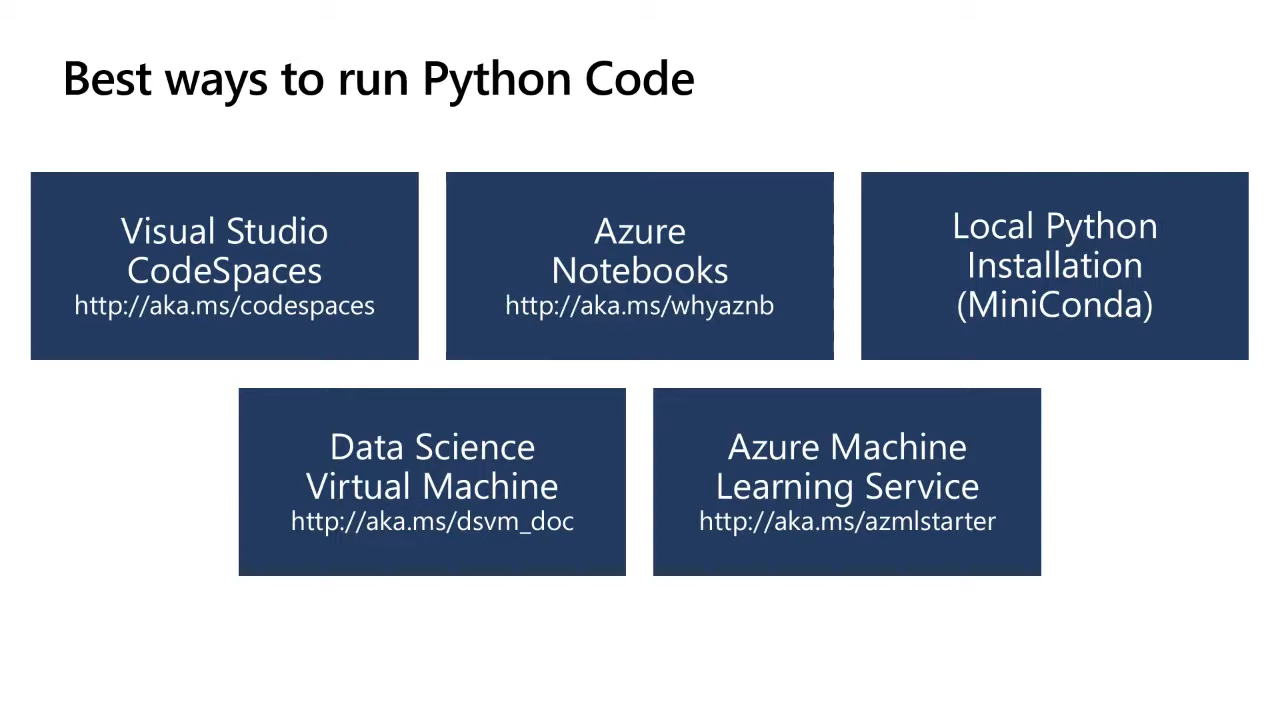 Best ways to run Python Code
Visual Studio
CodeSpaces
http://aka.ms/codespaces
Azure
Notebooks
http://aka.ms/whyaznb
Local Python
Installation
(MiniConda)
Data Science
Virtual Machine
http://aka.ms/dsvm_doc
Azure Machine
Learning Service
http://aka.ms/azmlstarter